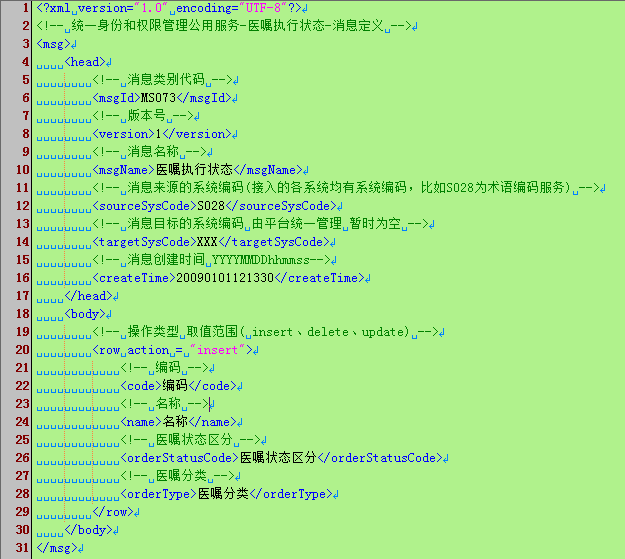 1 <?xml version="1.0" encoding="UTF-8"?>
2 <!-- 统一身份和权限管理公用服务-医嘱执行状态-消息定义 -->
3 <msg>
4     <head>
5         <!-- 消息类别代码 -->
6         <msgId>MS073</msgId>
7         <!-- 版本号 -->
8         <version>1</version>
9         <!-- 消息名称 -->
10         <msgName>医嘱执行状态</msgName>
11         <!-- 消息来源的系统编码(接入的各系统均有系统编码，比如S028为术语编码服务) -->
12         <sourceSysCode>S028</sourceSysCode>
13         <!-- 消息目标的系统编码 由平台统一管理 暂时为空 -->
14         <targetSysCode>XXX</targetSysCode>
15         <!-- 消息创建时间 YYYYMMDDhhmmss-->
16         <createTime>20090101121330</createTime>
17     </head>
18     <body>
19         <!-- 操作类型 取值范围( insert、delete、update) -->
20         <row action = "insert">
21             <!-- 编码 -->
22             <code>编码</code>
23             <!-- 名称 -->
24             <name>名称</name>
25             <!-- 医嘱状态区分 -->
26             <orderStatusCode>医嘱状态区分</orderStatusCode>
27             <!-- 医嘱分类 -->
28             <orderType>医嘱分类</orderType>
29         </row>
30     </body>
31 </msg>